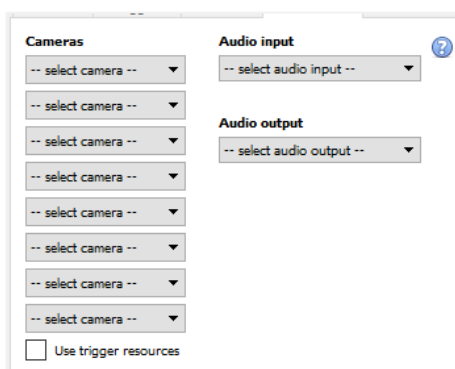 Cameras
-- select camera --
-- select camera --
-- select camera --
-- select camera --
-- select camera --
-- select camera --
-- select camera --
-- select camera --
Use trigger resources
Audio input
-- select audio input --
Audio output
-- select audio output --
?